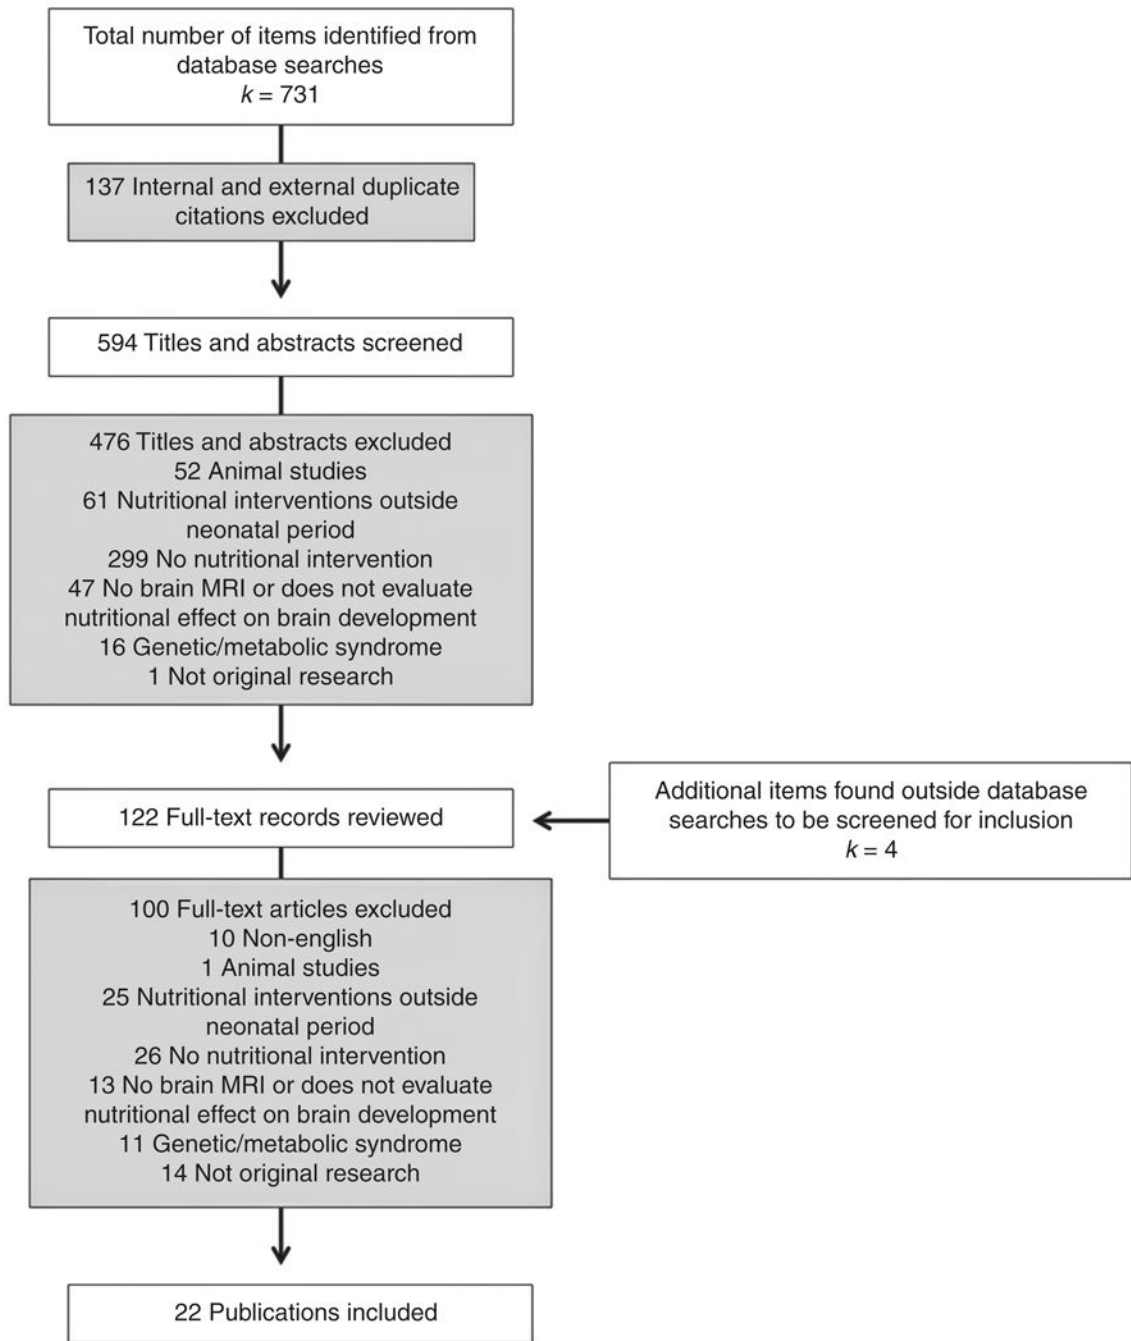 Total number of items identified from
database searches
k = 731
137 Internal and external duplicate
citations excluded
594 Titles and abstracts screened
476 Titles and abstracts excluded
52 Animal studies
61 Nutritional interventions outside
neonatal period
299 No nutritional intervention
47 No brain MRI or does not evaluate
nutritional effect on brain development
16 Genetic/metabolic syndrome
1 Not original research
122 Full-text records reviewed
Additional items found outside database
searches to be screened for inclusion
k = 4
100 Full-text articles excluded
10 Non-english
1 Animal studies
25 Nutritional interventions outside
neonatal period
26 No nutritional intervention
13 No brain MRI or does not evaluate
nutritional effect on brain development
11 Genetic/metabolic syndrome
14 Not original research
22 Publications included